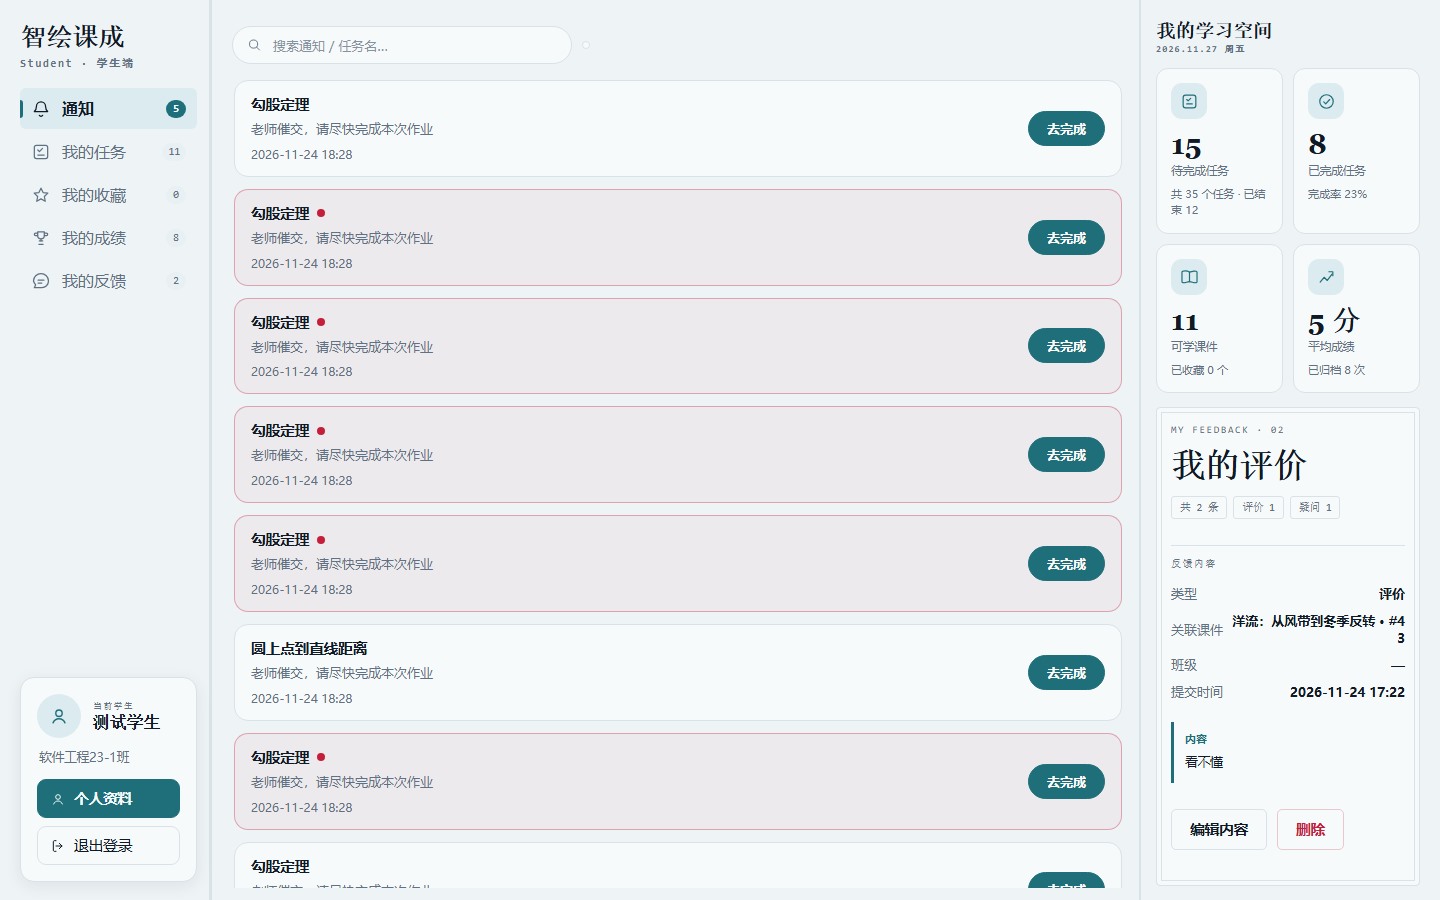 智绘课成
Student · 学生端
通知 5
我的任务 11
我的收藏 0
我的成绩 8
我的反馈 2
当前学生
测试学生
软件工程23-1班
个人资料
退出登录
搜索通知 / 任务名...
勾股定理
老师催交，请尽快完成本次作业
2026-11-24 18:28
去完成
勾股定理
老师催交，请尽快完成本次作业
2026-11-24 18:28
去完成
勾股定理
老师催交，请尽快完成本次作业
2026-11-24 18:28
去完成
勾股定理
老师催交，请尽快完成本次作业
2026-11-24 18:28
去完成
勾股定理
老师催交，请尽快完成本次作业
2026-11-24 18:28
去完成
圆上点到直线距离
老师催交，请尽快完成本次作业
2026-11-24 18:28
去完成
勾股定理
老师催交，请尽快完成本次作业
2026-11-24 18:28
去完成
勾股定理
我的学习空间
2026.11.27 周五
15
待完成任务
共 35 个任务 · 已结
束 12
8
已完成任务
完成率 23%
11
可学课件
已收藏 0 个
5 分
平均成绩
已归档 8 次
MY FEEDBACK · 02
我的评价
共 2 条 评价 1 疑问 1
反馈内容
类型 评价
关联课件 洋流：从风带到冬季反转 • #4
3
班级 —
提交时间 2026-11-24 17:22
内容
看不懂
编辑内容 删除